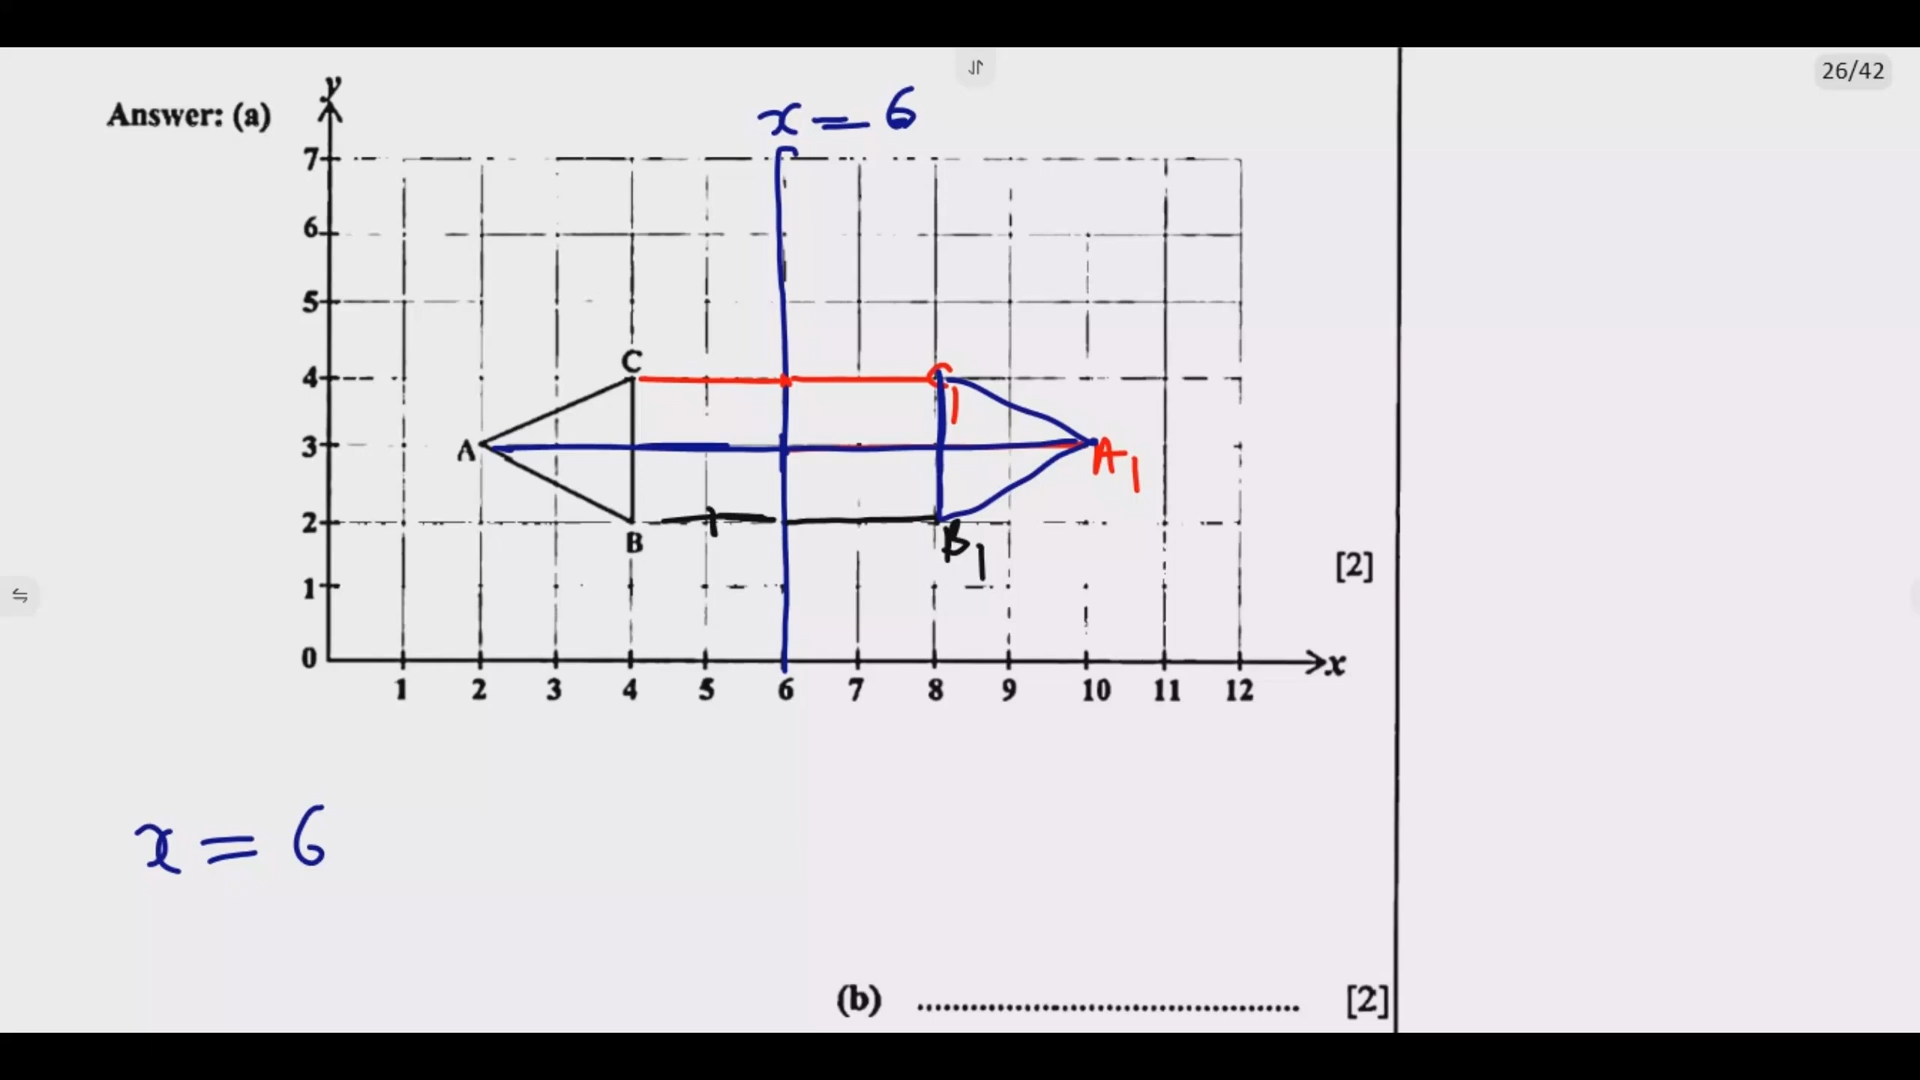 26/42
Answer: (a)
y
x = 6
7
6
5
C
4
C1
A
3
A1
2
B
B1
[2]
1
0
x
1 2 3 4 5 6 7 8 9 10 11 12
x = 6
(b) ........................................ [2]